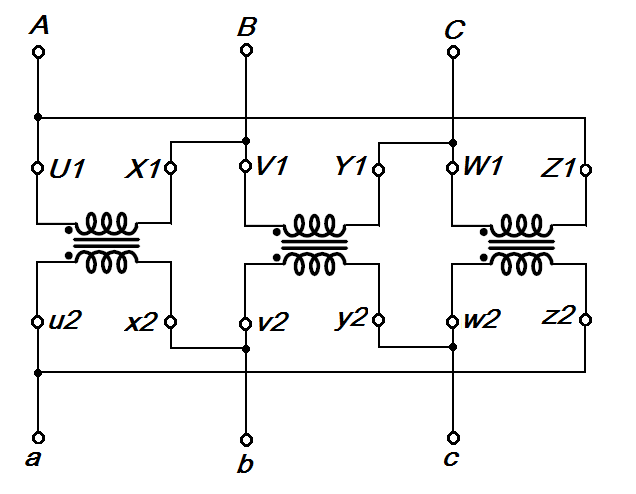 A B C
U1 X1 V1 Y1 W1 Z1
u2 x2 v2 y2 w2 z2
a b c